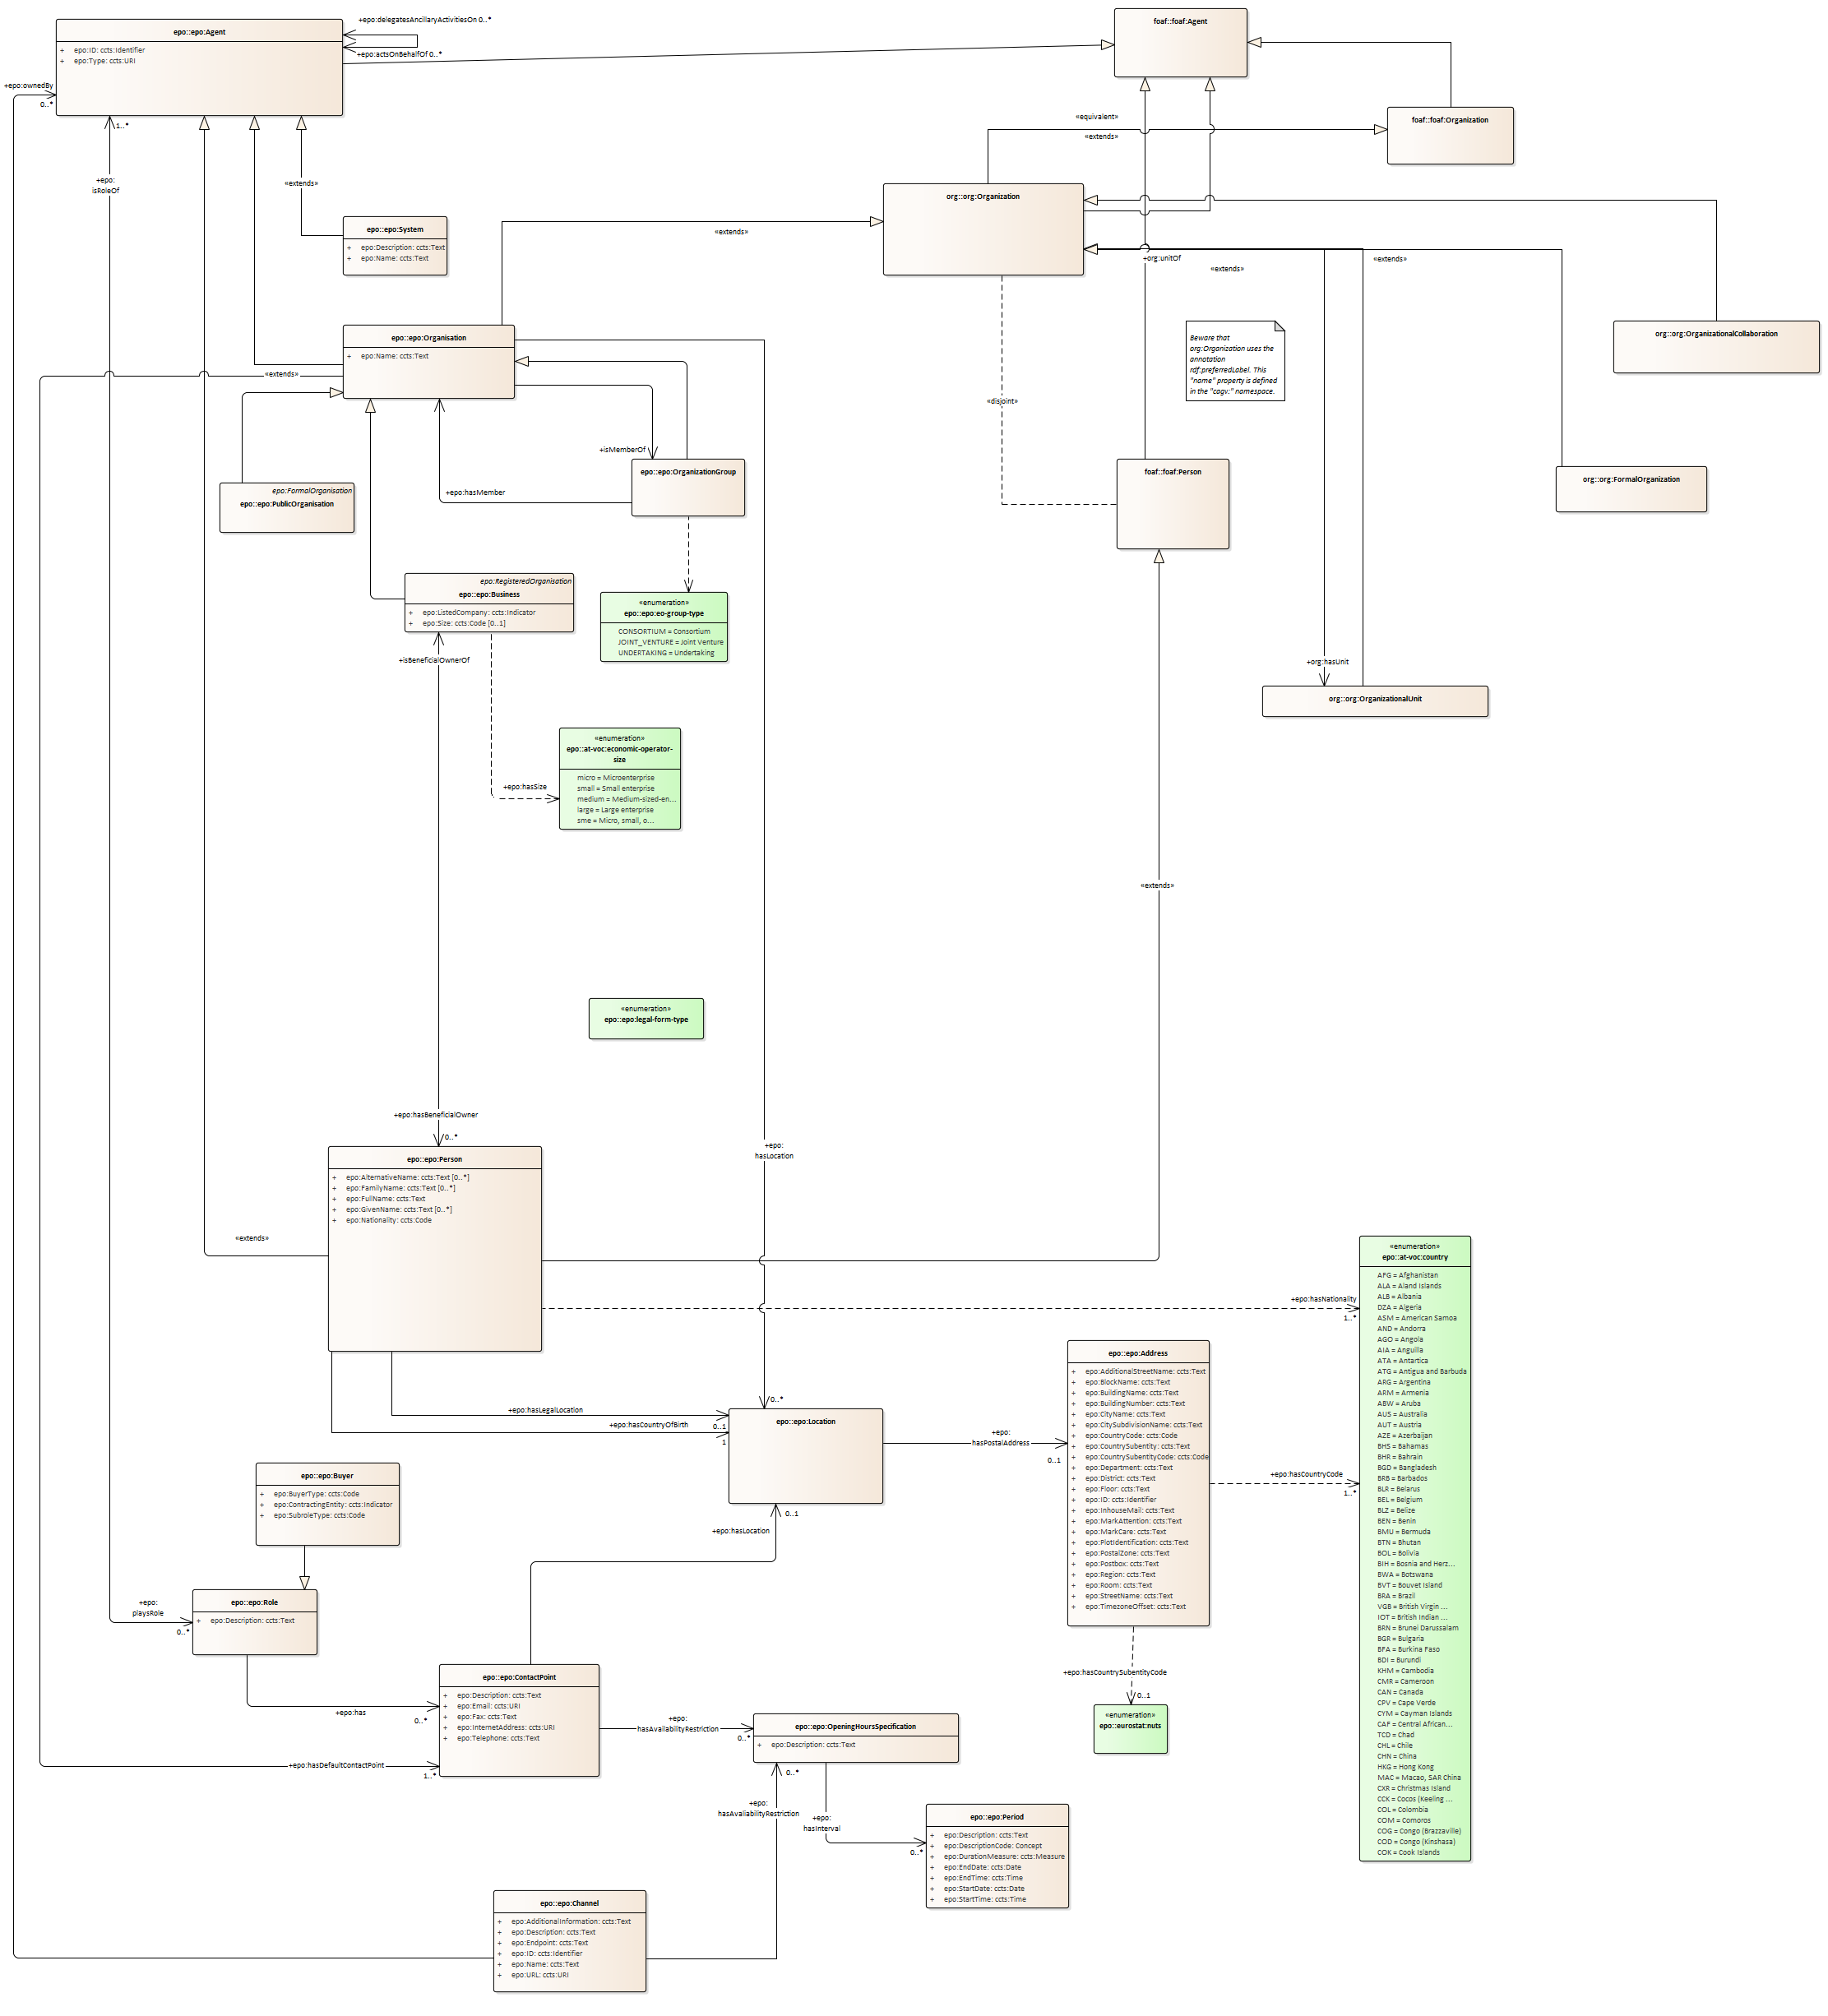 epo::epo:Agent
+ epo:ID: ccts:Identifier
+ epo:Type: ccts:URI
+epo:delegatesAncillaryActivitiesOn 0..*
+epo:actsOnBehalfOf 0..*
+epo:ownedBy
0..*
1..*
+epo:
isRoleOf
«extends»
foaf::foaf:Agent
foaf::foaf:Organization
«equivalent»
«extends»
org::org:Organization
epo::epo:System
+ epo:Description: ccts:Text
+ epo:Name: ccts:Text
«extends»
+org:unitOf
«extends»
«extends»
epo::epo:Organisation
+ epo:Name: ccts:Text
«extends»
Beware that
org:Organization uses the
annotation
rdf:preferredLabel. This
"name" property is defined
in the "cagv:" namespace.
org::org:OrganizationalCollaboration
«disjoint»
+isMemberOf
epo::epo:OrganizationGroup
+epo:hasMember
epo:FormalOrganisation
epo::epo:PublicOrganisation
foaf::foaf:Person
org::org:FormalOrganization
epo:RegisteredOrganisation
epo::epo:Business
+ epo:ListedCompany: ccts:Indicator
+ epo:Size: ccts:Code [0..1]
«enumeration»
epo::epo:eo-group-type
CONSORTIUM = Consortium
JOINT_VENTURE = Joint Venture
UNDERTAKING = Undertaking
+isBeneficialOwnerOf
+org:hasUnit
org::org:OrganizationalUnit
«enumeration»
epo::at-voc:economic-operator-
size
micro = Microenterprise
small = Small enterprise
medium = Medium-sized-en...
large = Large enterprise
sme = Micro, small, o...
+epo:hasSize
«extends»
«enumeration»
epo::epo:legal-form-type
+epo:hasBeneficialOwner
0..*
+epo:
hasLocation
epo::epo:Person
+ epo:AlternativeName: ccts:Text [0..*]
+ epo:FamilyName: ccts:Text [0..*]
+ epo:FullName: ccts:Text
+ epo:GivenName: ccts:Text [0..*]
+ epo:Nationality: ccts:Code
«extends»
+epo:hasNationality
1..*
«enumeration»
epo::at-voc:country
AFG = Afghanistan
ALA = Aland Islands
ALB = Albania
DZA = Algeria
ASM = American Samoa
AND = Andorra
AGO = Angola
AIA = Anguilla
ATA = Antartica
ATG = Antigua and Barbuda
ARG = Argentina
ARM = Armenia
ABW = Aruba
AUS = Australia
AUT = Austria
AZE = Azerbaijan
BHS = Bahamas
BHR = Bahrain
BGD = Bangladesh
BRB = Barbados
BLR = Belarus
BEL = Belgium
BLZ = Belize
BEN = Benin
BMU = Bermuda
BTN = Bhutan
BOL = Bolivia
BIH = Bosnia and Herz...
BWA = Botswana
BVT = Bouvet Island
BRA = Brazil
VGB = British Virgin ...
IOT = British Indian ...
BRN = Brunei Darussalam
BGR = Bulgaria
BFA = Burkina Faso
BDI = Burundi
KHM = Cambodia
CMR = Cameroon
CAN = Canada
CPV = Cape Verde
CYM = Cayman Islands
CAF = Central African...
TCD = Chad
CHL = Chile
CHN = China
HKG = Hong Kong
MAC = Macao, SAR China
CXR = Christmas Island
CCK = Cocos (Keeling ...
COL = Colombia
COM = Comoros
COG = Congo (Brazzaville)
COD = Congo (Kinshasa)
COK = Cook Islands
+epo:hasLegalLocation
0..1
+epo:hasCountryOfBirth
1
0..*
epo::epo:Location
+epo:
hasPostalAddress
0..1
epo::epo:Address
+ epo:AdditionalStreetName: ccts:Text
+ epo:BlockName: ccts:Text
+ epo:BuildingName: ccts:Text
+ epo:BuildingNumber: ccts:Text
+ epo:CityName: ccts:Text
+ epo:CitySubdivisionName: ccts:Text
+ epo:CountryCode: ccts:Code
+ epo:CountrySubentity: ccts:Text
+ epo:CountrySubentityCode: ccts:Code
+ epo:Department: ccts:Text
+ epo:District: ccts:Text
+ epo:Floor: ccts:Text
+ epo:ID: ccts:Identifier
+ epo:InhouseMail: ccts:Text
+ epo:MarkAttention: ccts:Text
+ epo:MarkCare: ccts:Text
+ epo:PlotIdentification: ccts:Text
+ epo:PostalZone: ccts:Text
+ epo:Postbox: ccts:Text
+ epo:Region: ccts:Text
+ epo:Room: ccts:Text
+ epo:StreetName: ccts:Text
+ epo:TimezoneOffset: ccts:Text
+epo:hasCountryCode
1..*
epo::epo:Buyer
+ epo:BuyerType: ccts:Code
+ epo:ContractingEntity: ccts:Indicator
+ epo:SubroleType: ccts:Code
+epo:hasLocation
0..1
epo::epo:Role
+ epo:Description: ccts:Text
+epo:
playsRole
0..*
+epo:has
0..*
epo::epo:ContactPoint
+ epo:Description: ccts:Text
+ epo:Email: ccts:URI
+ epo:Fax: ccts:Text
+ epo:InternetAddress: ccts:URI
+ epo:Telephone: ccts:Text
+epo:hasDefaultContactPoint
1..*
+epo:hasCountrySubentityCode
0..1
«enumeration»
epo::eurostat:nuts
+epo:
hasAvailabilityRestriction
0..*
epo::epo:OpeningHoursSpecification
+ epo:Description: ccts:Text
0..*
+epo:
hasAvailabilityRestriction
+epo:
hasInterval
0..*
epo::epo:Period
+ epo:Description: ccts:Text
+ epo:DescriptionCode: Concept
+ epo:DurationMeasure: ccts:Measure
+ epo:EndDate: ccts:Date
+ epo:EndTime: ccts:Time
+ epo:StartDate: ccts:Date
+ epo:StartTime: ccts:Time
epo::epo:Channel
+ epo:AdditionalInformation: ccts:Text
+ epo:Description: ccts:Text
+ epo:Endpoint: ccts:Text
+ epo:ID: ccts:Identifier
+ epo:Name: ccts:Text
+ epo:URL: ccts:URI